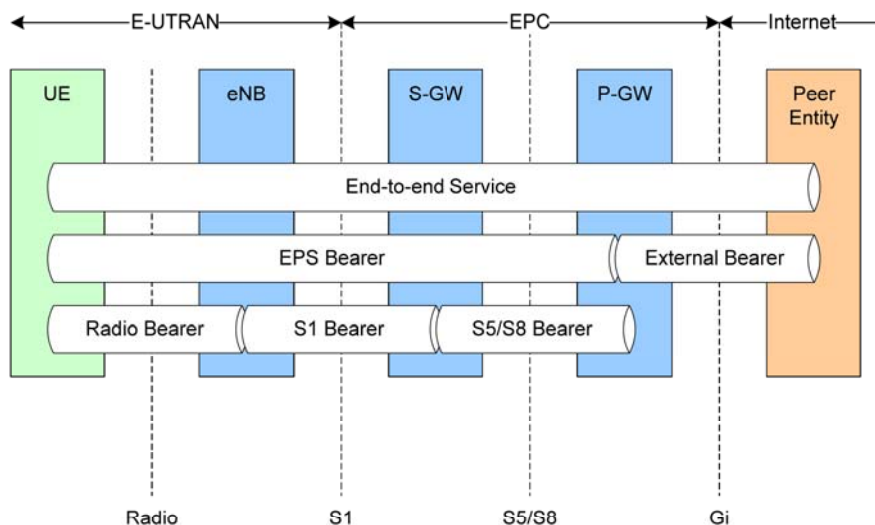 E-UTRAN
EPC
Internet
UE
eNB
S-GW
P-GW
Peer
Entity
End-to-end Service
EPS Bearer
External Bearer
Radio Bearer
S1 Bearer
S5/S8 Bearer
Radio
S1
S5/S8
Gi